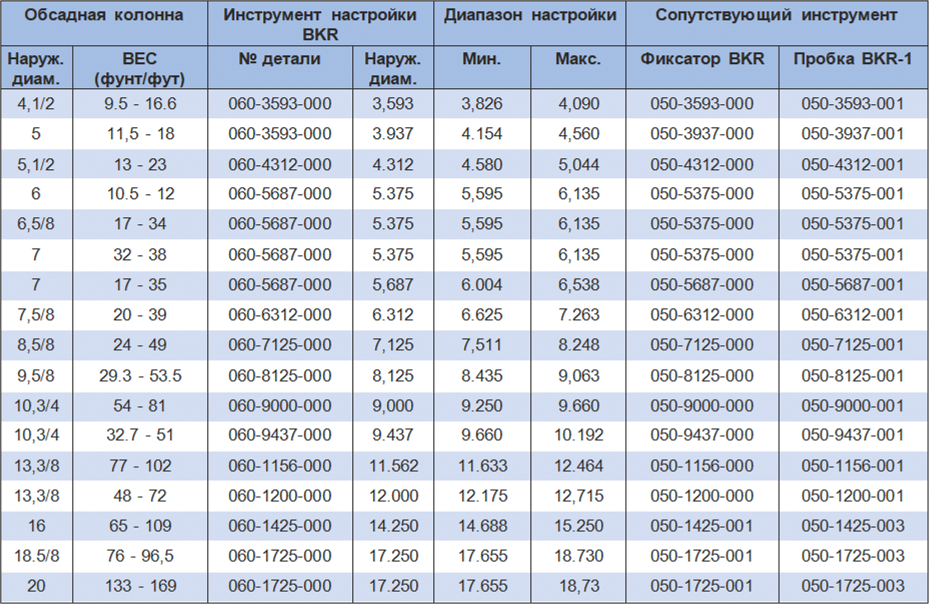 Обсадная колонна Инструмент настройки BKR Диапазон настройки Сопутствующий инструмент
Наруж. диам. ВЕС (фунт/фут) № детали Наруж. диам. Мин. Макс. Фиксатор BKR Пробка BKR-1
4,1/2 9.5 - 16.6 060-3593-000 3,593 3,826 4,090 050-3593-000 050-3593-001
5 11,5 - 18 060-3593-000 3.937 4.154 4,560 050-3937-000 050-3937-001
5,1/2 13 - 23 060-4312-000 4.312 4.580 5,044 050-4312-000 050-4312-001
6 10.5 - 12 060-5687-000 5.375 5,595 6,135 050-5375-000 050-5375-001
6,5/8 17 - 34 060-5687-000 5.375 5,595 6,135 050-5375-000 050-5375-001
7 32 - 38 060-5687-000 5.375 5,595 6,135 050-5375-000 050-5375-001
7 17 - 35 060-5687-000 5,687 6.004 6,538 050-5687-000 050-5687-001
7,5/8 20 - 39 060-6312-000 6.312 6.625 7.263 050-6312-000 050-6312-001
8,5/8 24 - 49 060-7125-000 7,125 7,511 8.248 050-7125-000 050-7125-001
9,5/8 29.3 - 53.5 060-8125-000 8,125 8.435 9,063 050-8125-000 050-8125-001
10,3/4 54 - 81 060-9000-000 9,000 9.250 9.660 050-9000-000 050-9000-001
10,3/4 32.7 - 51 060-9437-000 9.437 9.660 10.192 050-9437-000 050-9437-001
13,3/8 77 - 102 060-1156-000 11.562 11.633 12.464 050-1156-000 050-1156-001
13,3/8 48 - 72 060-1200-000 12.000 12.175 12,715 050-1200-000 050-1200-001
16 65 - 109 060-1425-000 14.250 14.688 15.250 050-1425-001 050-1425-003
18.5/8 76 - 96,5 060-1725-000 17.250 17.655 18.730 050-1725-001 050-1725-003
20 133 - 169 060-1725-000 17.250 17.655 18,73 050-1725-001 050-1725-003